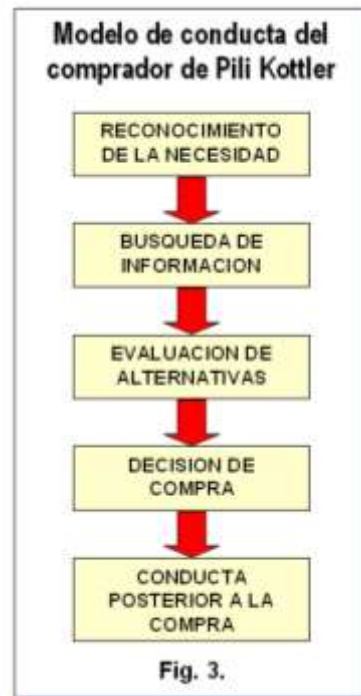 Modelo de conducta del
comprador de Pili Kottler
RECONOCIMIENTO
DE LA NECESIDAD
BUSQUEDA DE
INFORMACION
EVALUACION DE
ALTERNATIVAS
DECISION DE
COMPRA
CONDUCTA
POSTERIOR A LA
COMPRA
Fig. 3.